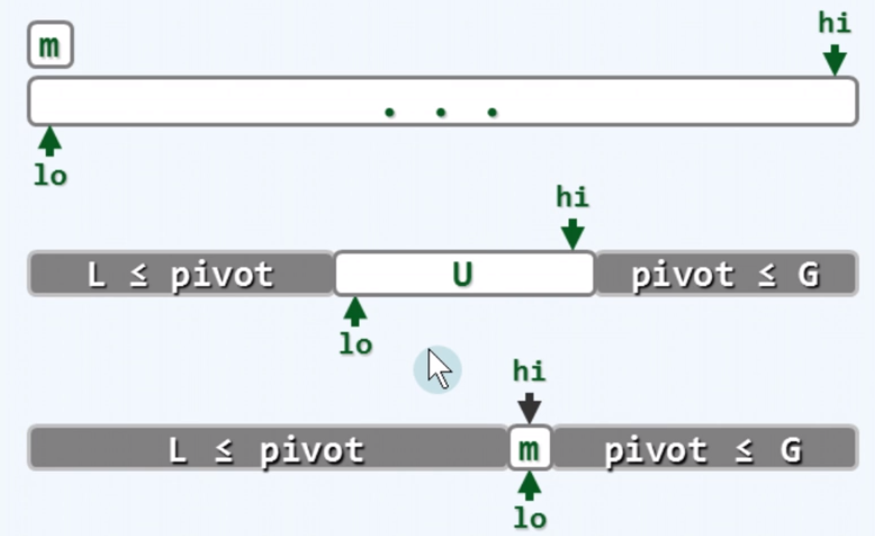 hi
m
. . .
lo
hi
L ≤ pivot U pivot ≤ G
lo
hi
L ≤ pivot m pivot ≤ G
lo